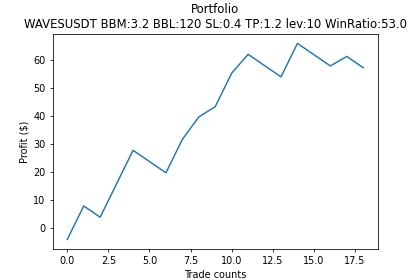 Portfolio
WAVESUSDT BBM:3.2 BBL:120 SL:0.4 TP:1.2 lev:10 WinRatio:53.0
Profit ($)
60
50
40
30
20
10
0
0.0 2.5 5.0 7.5 10.0 12.5 15.0 17.5
Trade counts